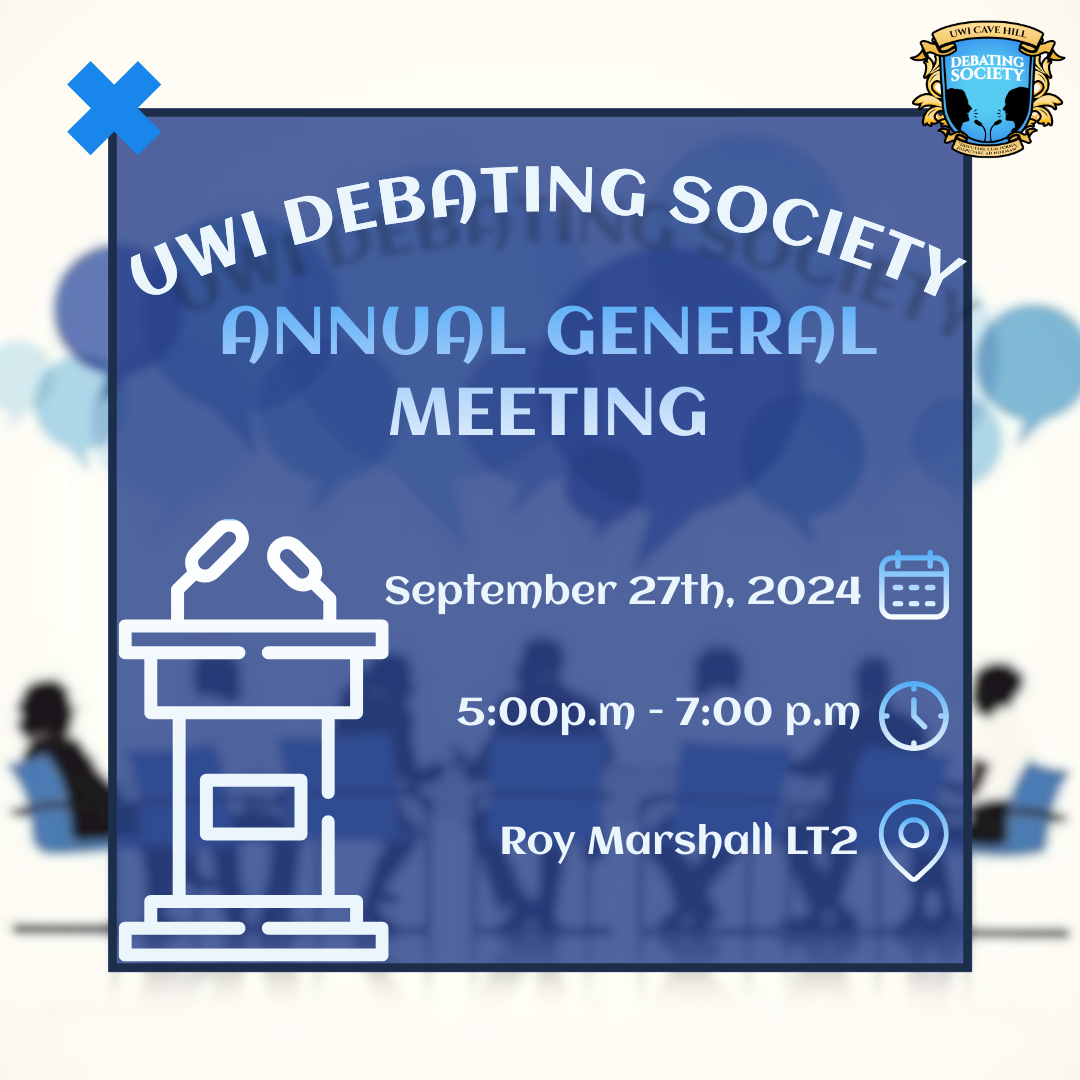 UWI CAVE HILL
DEBATING
SOCIETY
UWI DEBATING SOCIETY
ANNUAL GENERAL
MEETING
September 27th, 2024
5:00p.m - 7:00 p.m
Roy Marshall LT2